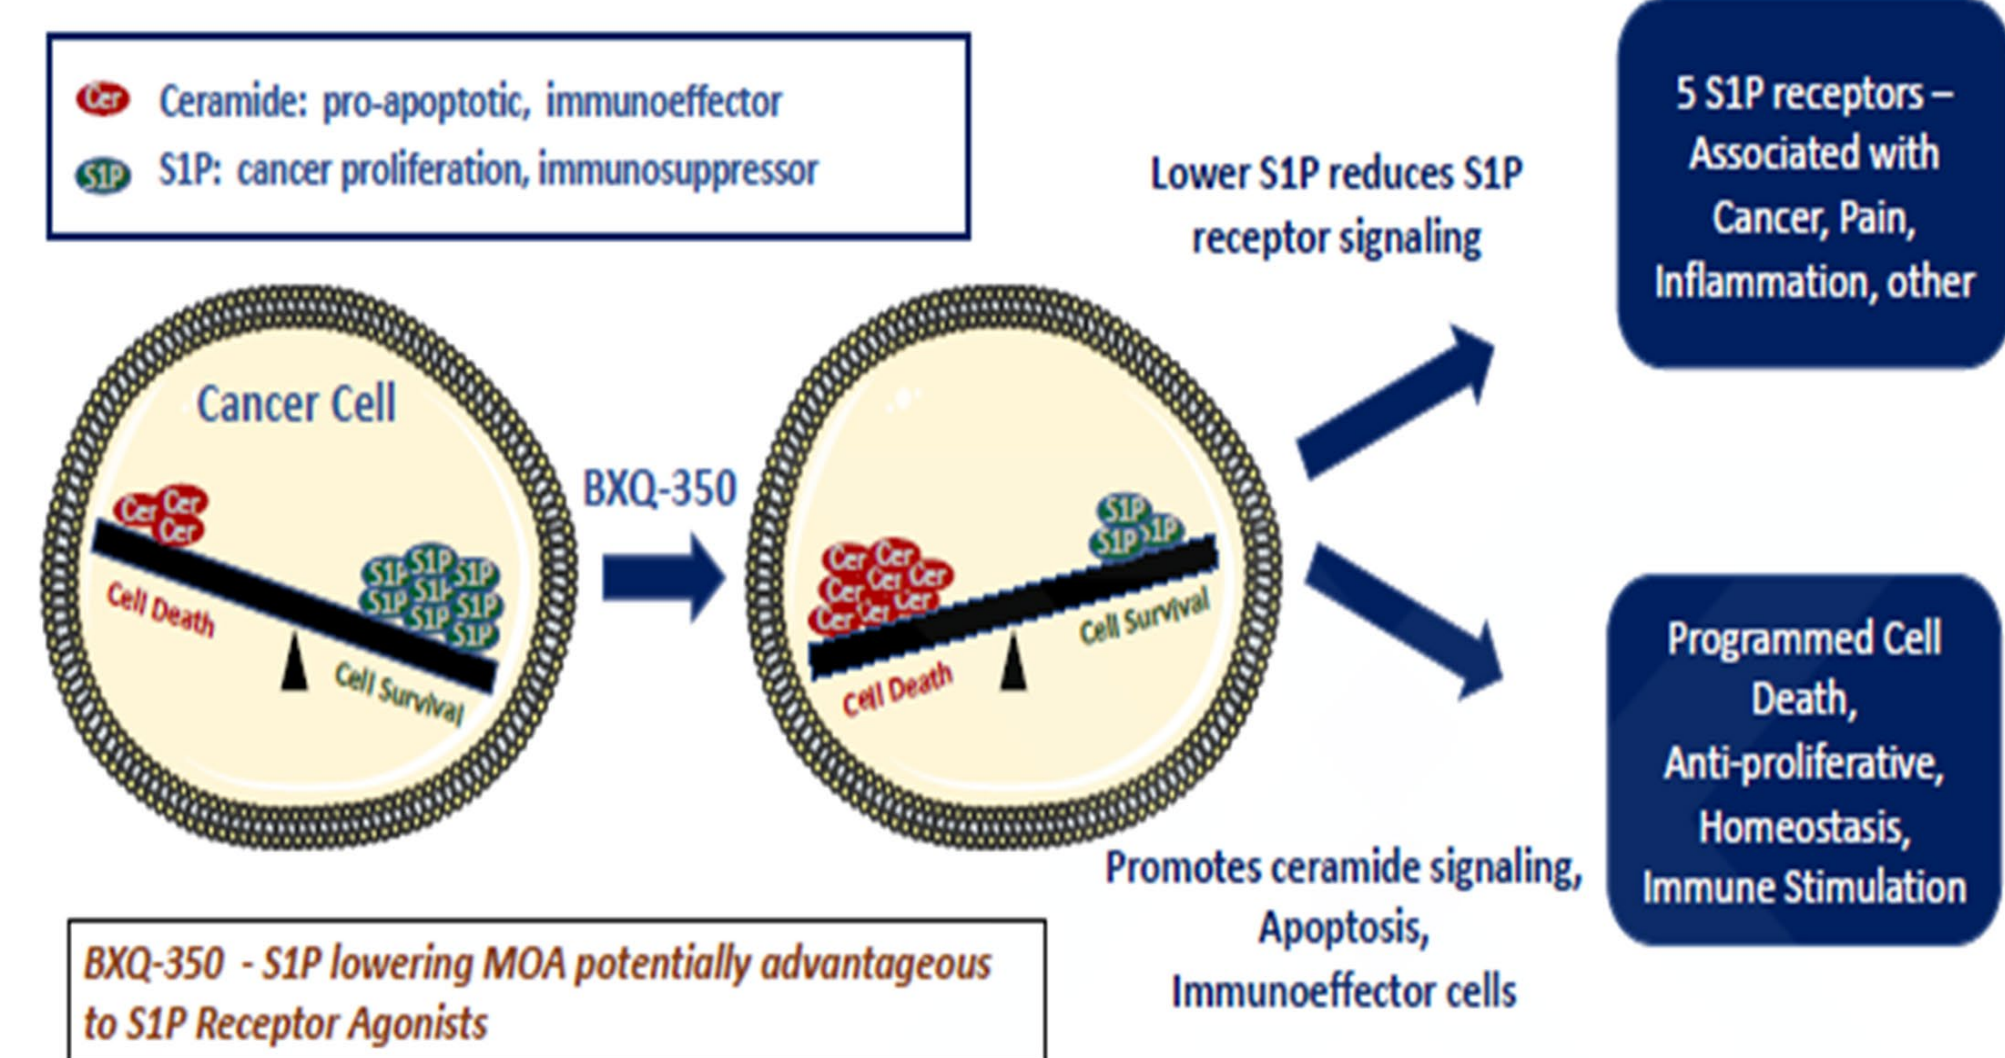 Cer Ceramide: pro-apoptotic, immunoeffector
S1P S1P: cancer proliferation, immunosuppressor
Lower S1P reduces S1P
receptor signaling
5 S1P receptors –
Associated with
Cancer, Pain,
Inflammation, other
Cancer Cell
Cer
Cer
Cer
S1P
S1P
S1P
S1P
S1P
S1P
S1P
S1P
Cell Death
Cell Survival
BXQ-350
Cer
Cer
Cer
Cer
Cer
Cer
Cer
Cer
S1P
S1P
S1P
Cell Death
Cell Survival
Programmed Cell
Death,
Anti-proliferative,
Homeostasis,
Immune Stimulation
Promotes ceramide signaling,
Apoptosis,
Immunoeffector cells
BXQ-350 - S1P lowering MOA potentially advantageous
to S1P Receptor Agonists